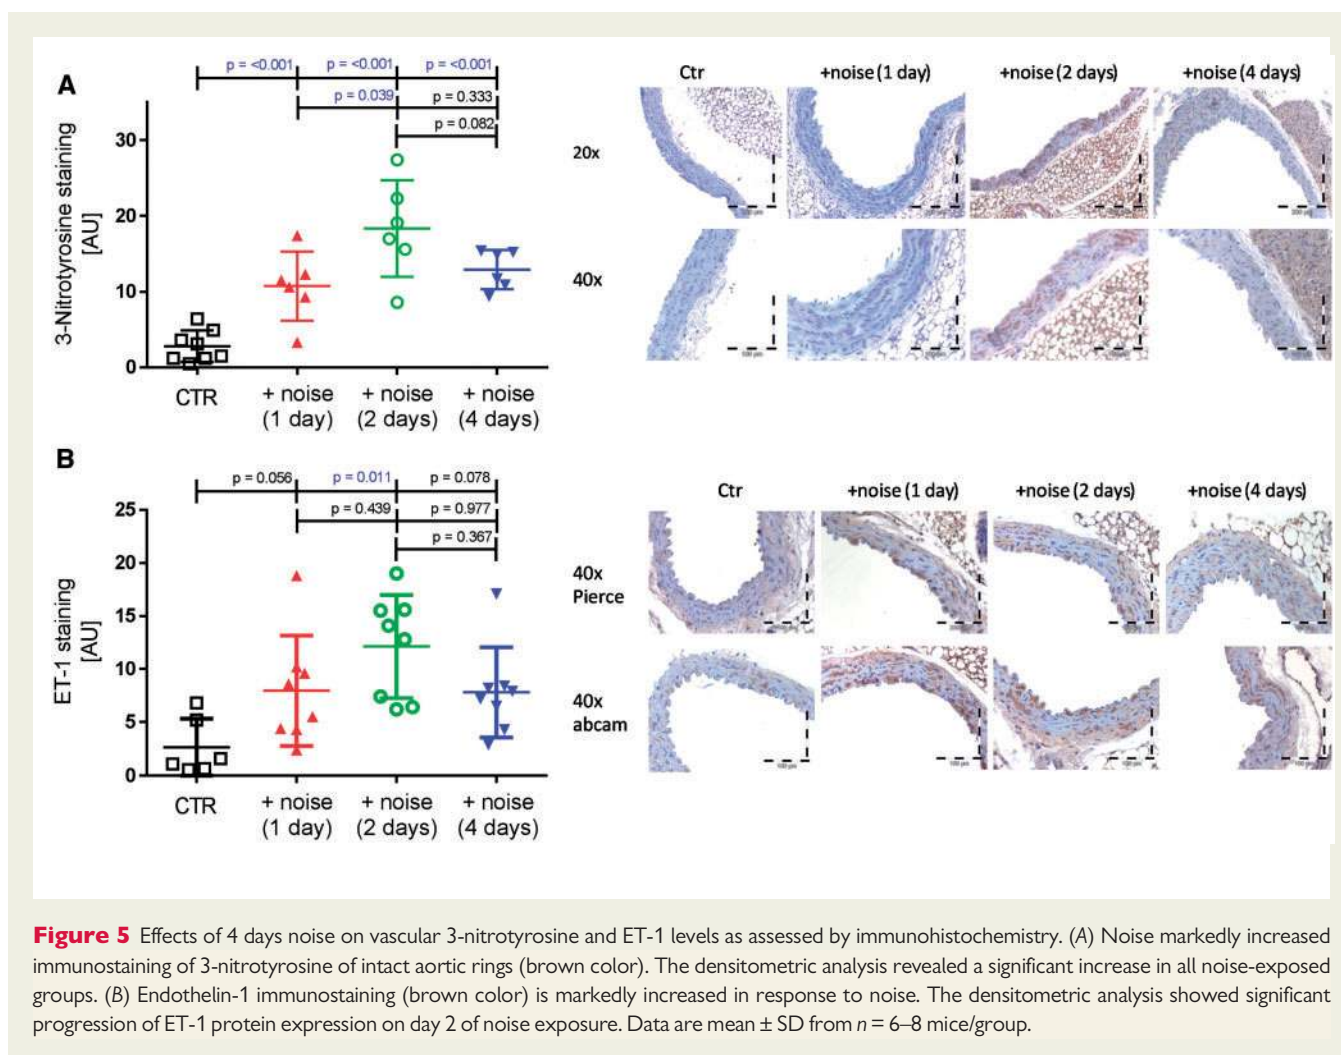 A
p = <0.001 p = <0.001 p = <0.001
p = 0.039 p = 0.333
p = 0.082
3-Nitrotyrosine staining
[AU]
30
20
10
0
CTR
+ noise
(1 day)
+ noise
(2 days)
+ noise
(4 days)
Ctr +noise (1 day) +noise (2 days) +noise (4 days)
20x
40x
100 µm
B
p = 0.056 p = 0.011 p = 0.078
p = 0.439 p = 0.977
p = 0.367
ET-1 staining
[AU]
25
20
15
10
5
0
CTR
+ noise
(1 day)
+ noise
(2 days)
+ noise
(4 days)
Ctr +noise (1 day) +noise (2 days) +noise (4 days)
40x
Pierce
40x
abcam
100 µm
100 µm
100 µm
Figure 5 Effects of 4 days noise on vascular 3-nitrotyrosine and ET-1 levels as assessed by immunohistochemistry. (A) Noise markedly increased
immunostaining of 3-nitrotyrosine of intact aortic rings (brown color). The densitometric analysis revealed a significant increase in all noise-exposed
groups. (B) Endothelin-1 immunostaining (brown color) is markedly increased in response to noise. The densitometric analysis showed significant
progression of ET-1 protein expression on day 2 of noise exposure. Data are mean ± SD from n = 6–8 mice/group.